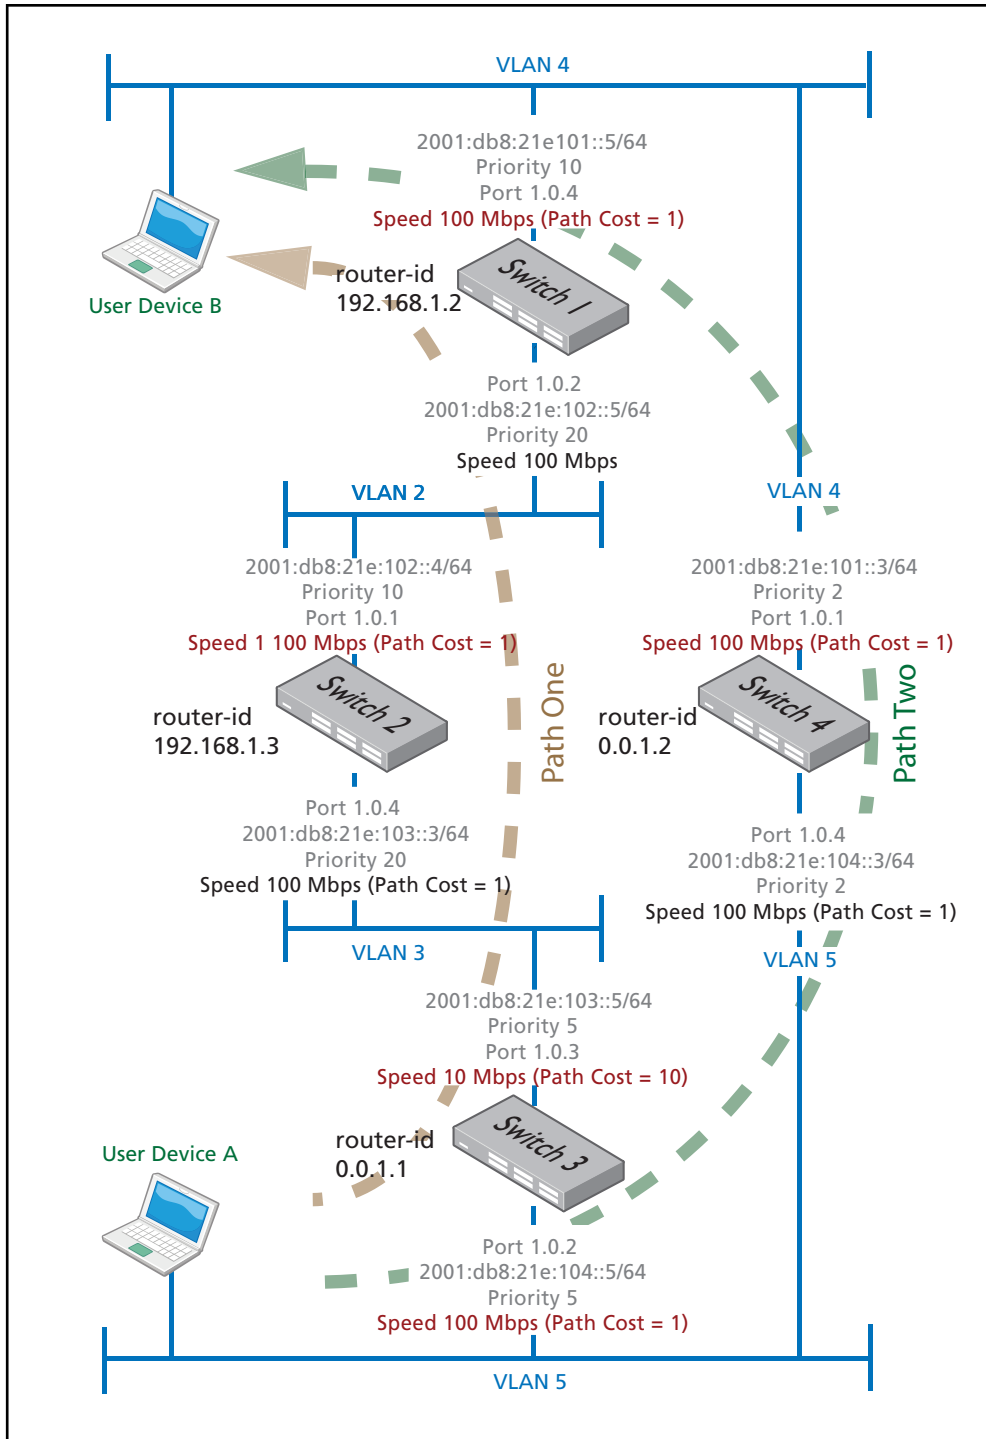 VLAN 4
2001:db8:21e101::5/64
Priority 10
Port 1.0.4
Speed 100 Mbps (Path Cost = 1)
Switch 1
router-id
192.168.1.2
User Device B
Port 1.0.2
2001:db8:21e:102::5/64
Priority 20
Speed 100 Mbps
VLAN 2
VLAN 4
2001:db8:21e:102::4/64
Priority 10
Port 1.0.1
Speed 1 100 Mbps (Path Cost = 1)
2001:db8:21e:101::3/64
Priority 2
Port 1.0.1
Speed 100 Mbps (Path Cost = 1)
Switch 2
router-id
192.168.1.3
Path One
Switch 4
router-id
0.0.1.2
Path Two
Port 1.0.4
2001:db8:21e:103::3/64
Priority 20
Speed 100 Mbps (Path Cost = 1)
Port 1.0.4
2001:db8:21e:104::3/64
Priority 2
Speed 100 Mbps (Path Cost = 1)
VLAN 3
VLAN 5
2001:db8:21e:103::5/64
Priority 5
Port 1.0.3
Speed 10 Mbps (Path Cost = 10)
Switch 3
router-id
0.0.1.1
User Device A
Port 1.0.2
2001:db8:21e:104::5/64
Priority 5
Speed 100 Mbps (Path Cost = 1)
VLAN 5